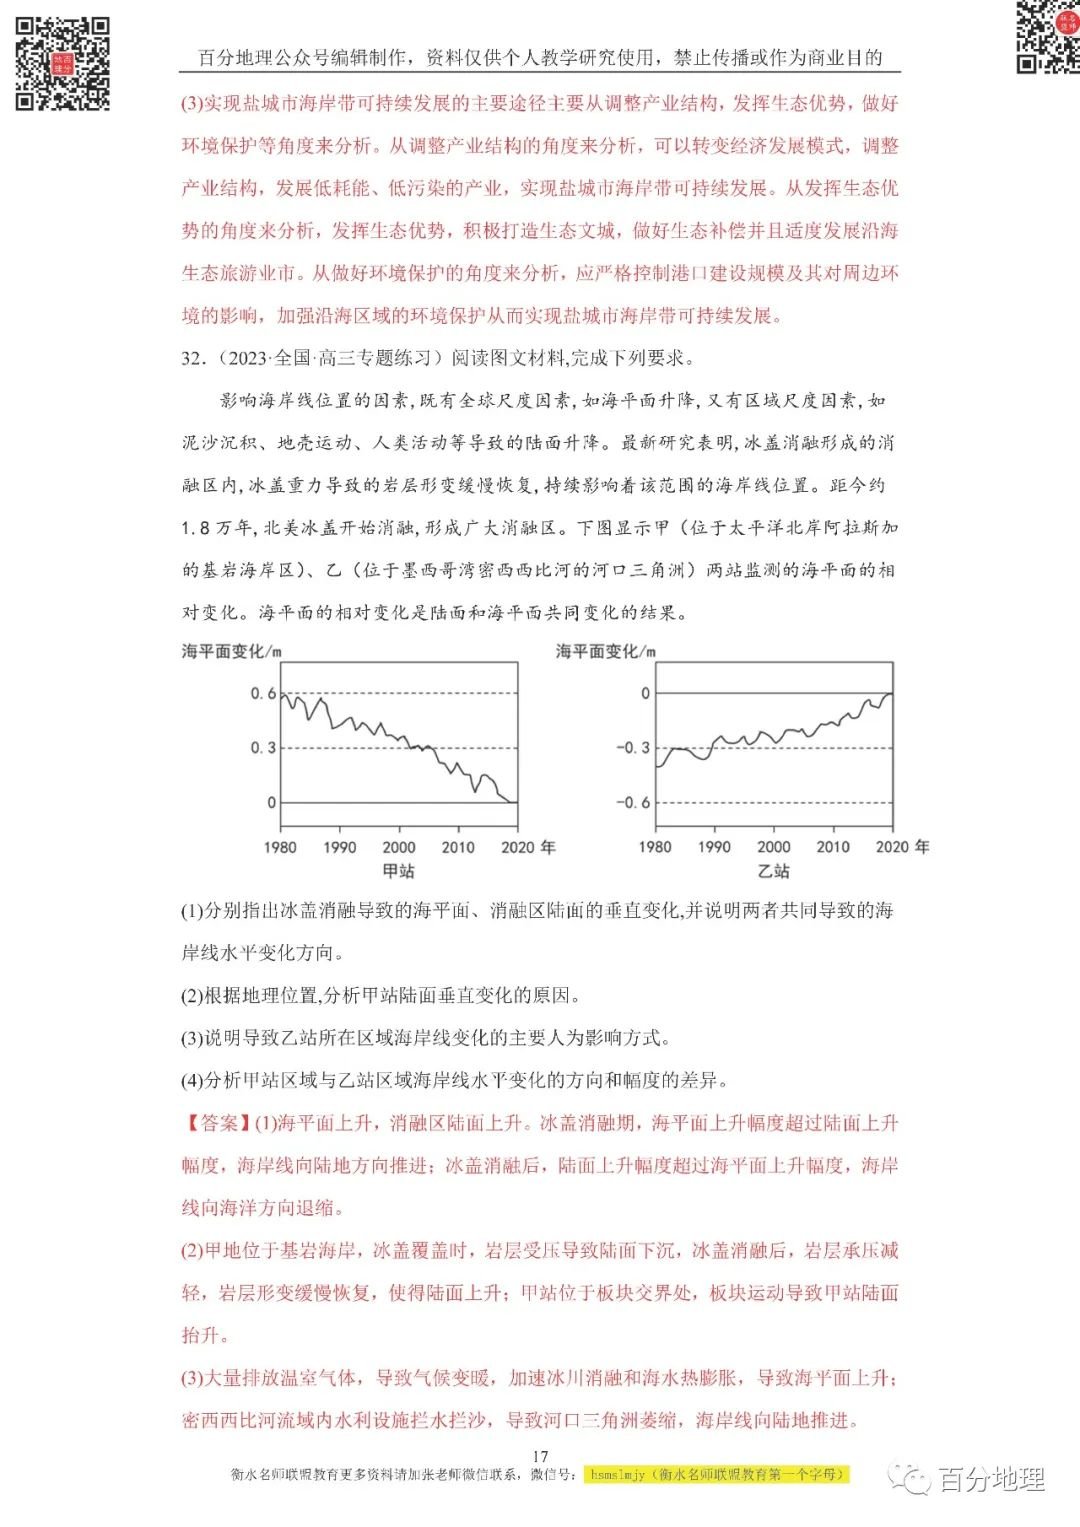 百分地理公众号编辑制作，资料仅供个人教学研究使用，禁止传播或作为商业目的
(3)实现盐城市海岸带可持续发展的主要途径主要从调整产业结构，发挥生态优势，做好
环境保护等角度来分析。从调整产业结构的角度来分析，可以转变经济发展模式，调整
产业结构，发展低耗能、低污染的产业，实现盐城市海岸带可持续发展。从发挥生态优
势的角度来分析，发挥生态优势，积极打造生态文城，做好生态补偿并且适度发展沿海
生态旅游业市。从做好环境保护的角度来分析，应严格控制港口建设规模及其对周边环
境的影响，加强沿海区域的环境保护从而实现盐城市海岸带可持续发展。
32.（2023·全国·高三专题练习）阅读图文材料,完成下列要求。
影响海岸线位置的因素,既有全球尺度因素,如海平面升降,又有区域尺度因素,如
泥沙沉积、地壳运动、人类活动等导致的陆面升降。最新研究表明,冰盖消融形成的消
融区内,冰盖重力导致的岩层形变缓慢恢复,持续影响着该范围的海岸线位置。距今约
1.8万年,北美冰盖开始消融,形成广大消融区。下图显示甲（位于太平洋北岸阿拉斯加
的基岩海岸区）、乙（位于墨西哥湾密西西比河的河口三角洲）两站监测的海平面的相
对变化。海平面的相对变化是陆面和海平面共同变化的结果。
海平面变化/m
0.6
0.3
0
1980 1990 2000 2010 2020 年
甲站
海平面变化/m
0
-0.3
-0.6
1980 1990 2000 2010 2020 年
乙站
(1)分别指出冰盖消融导致的海平面、消融区陆面的垂直变化,并说明两者共同导致的海
岸线水平变化方向。
(2)根据地理位置,分析甲站陆面垂直变化的原因。
(3)说明导致乙站所在区域海岸线变化的主要人为影响方式。
(4)分析甲站区域与乙站区域海岸线水平变化的方向和幅度的差异。
【答案】(1)海平面上升，消融区陆面上升。冰盖消融期，海平面上升幅度超过陆面上升
幅度，海岸线向陆地方向推进；冰盖消融后，陆面上升幅度超过海平面上升幅度，海岸
线向海洋方向退缩。
(2)甲地位于基岩海岸，冰盖覆盖时，岩层受压导致陆面下沉，冰盖消融后，岩层承压减
轻，岩层形变缓慢恢复，使得陆面上升；甲站位于板块交界处，板块运动导致甲站陆面
抬升。
(3)大量排放温室气体，导致气候变暖，加速冰川消融和海水热膨胀，导致海平面上升；
密西西比河流域内水利设施拦水拦沙，导致河口三角洲萎缩，海岸线向陆地推进。
17
衡水名师联盟教育更多资料请加张老师微信联系，微信号： hsmslmjy（衡水名师联盟教育第一个字母）
百分地理